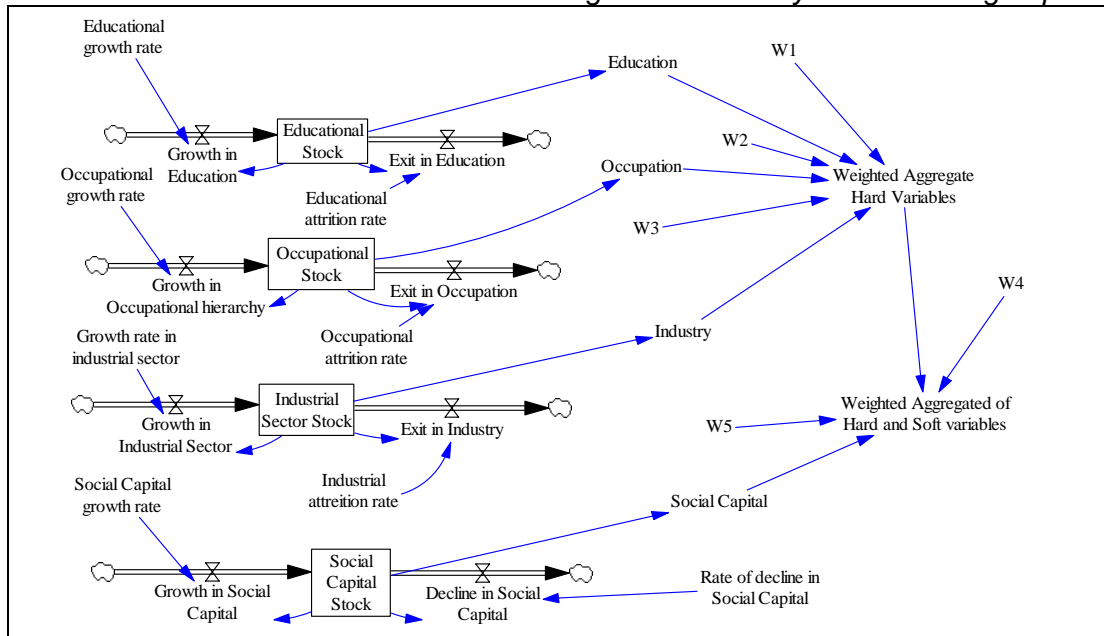 Educational
growth rate
Growth in
Education
Educational
Stock
Exit in Education
Educational
attrition rate
Education
W1
W2
Occupation
W3
Weighted Aggregate
Hard Variables
Occupational
growth rate
Growth in
Occupational hierarchy
Occupational
Stock
Exit in Occupation
Occupational
attrition rate
W4
Growth rate in
industrial sector
Growth in
Industrial Sector
Industrial
Sector Stock
Exit in Industry
Industrial
attreition rate
Industry
Weighted Aggregated of
Hard and Soft variables
W5
Social Capital
growth rate
Growth in Social
Capital
Social
Capital
Stock
Decline in Social
Capital
Social Capital
Rate of decline in
Social Capital